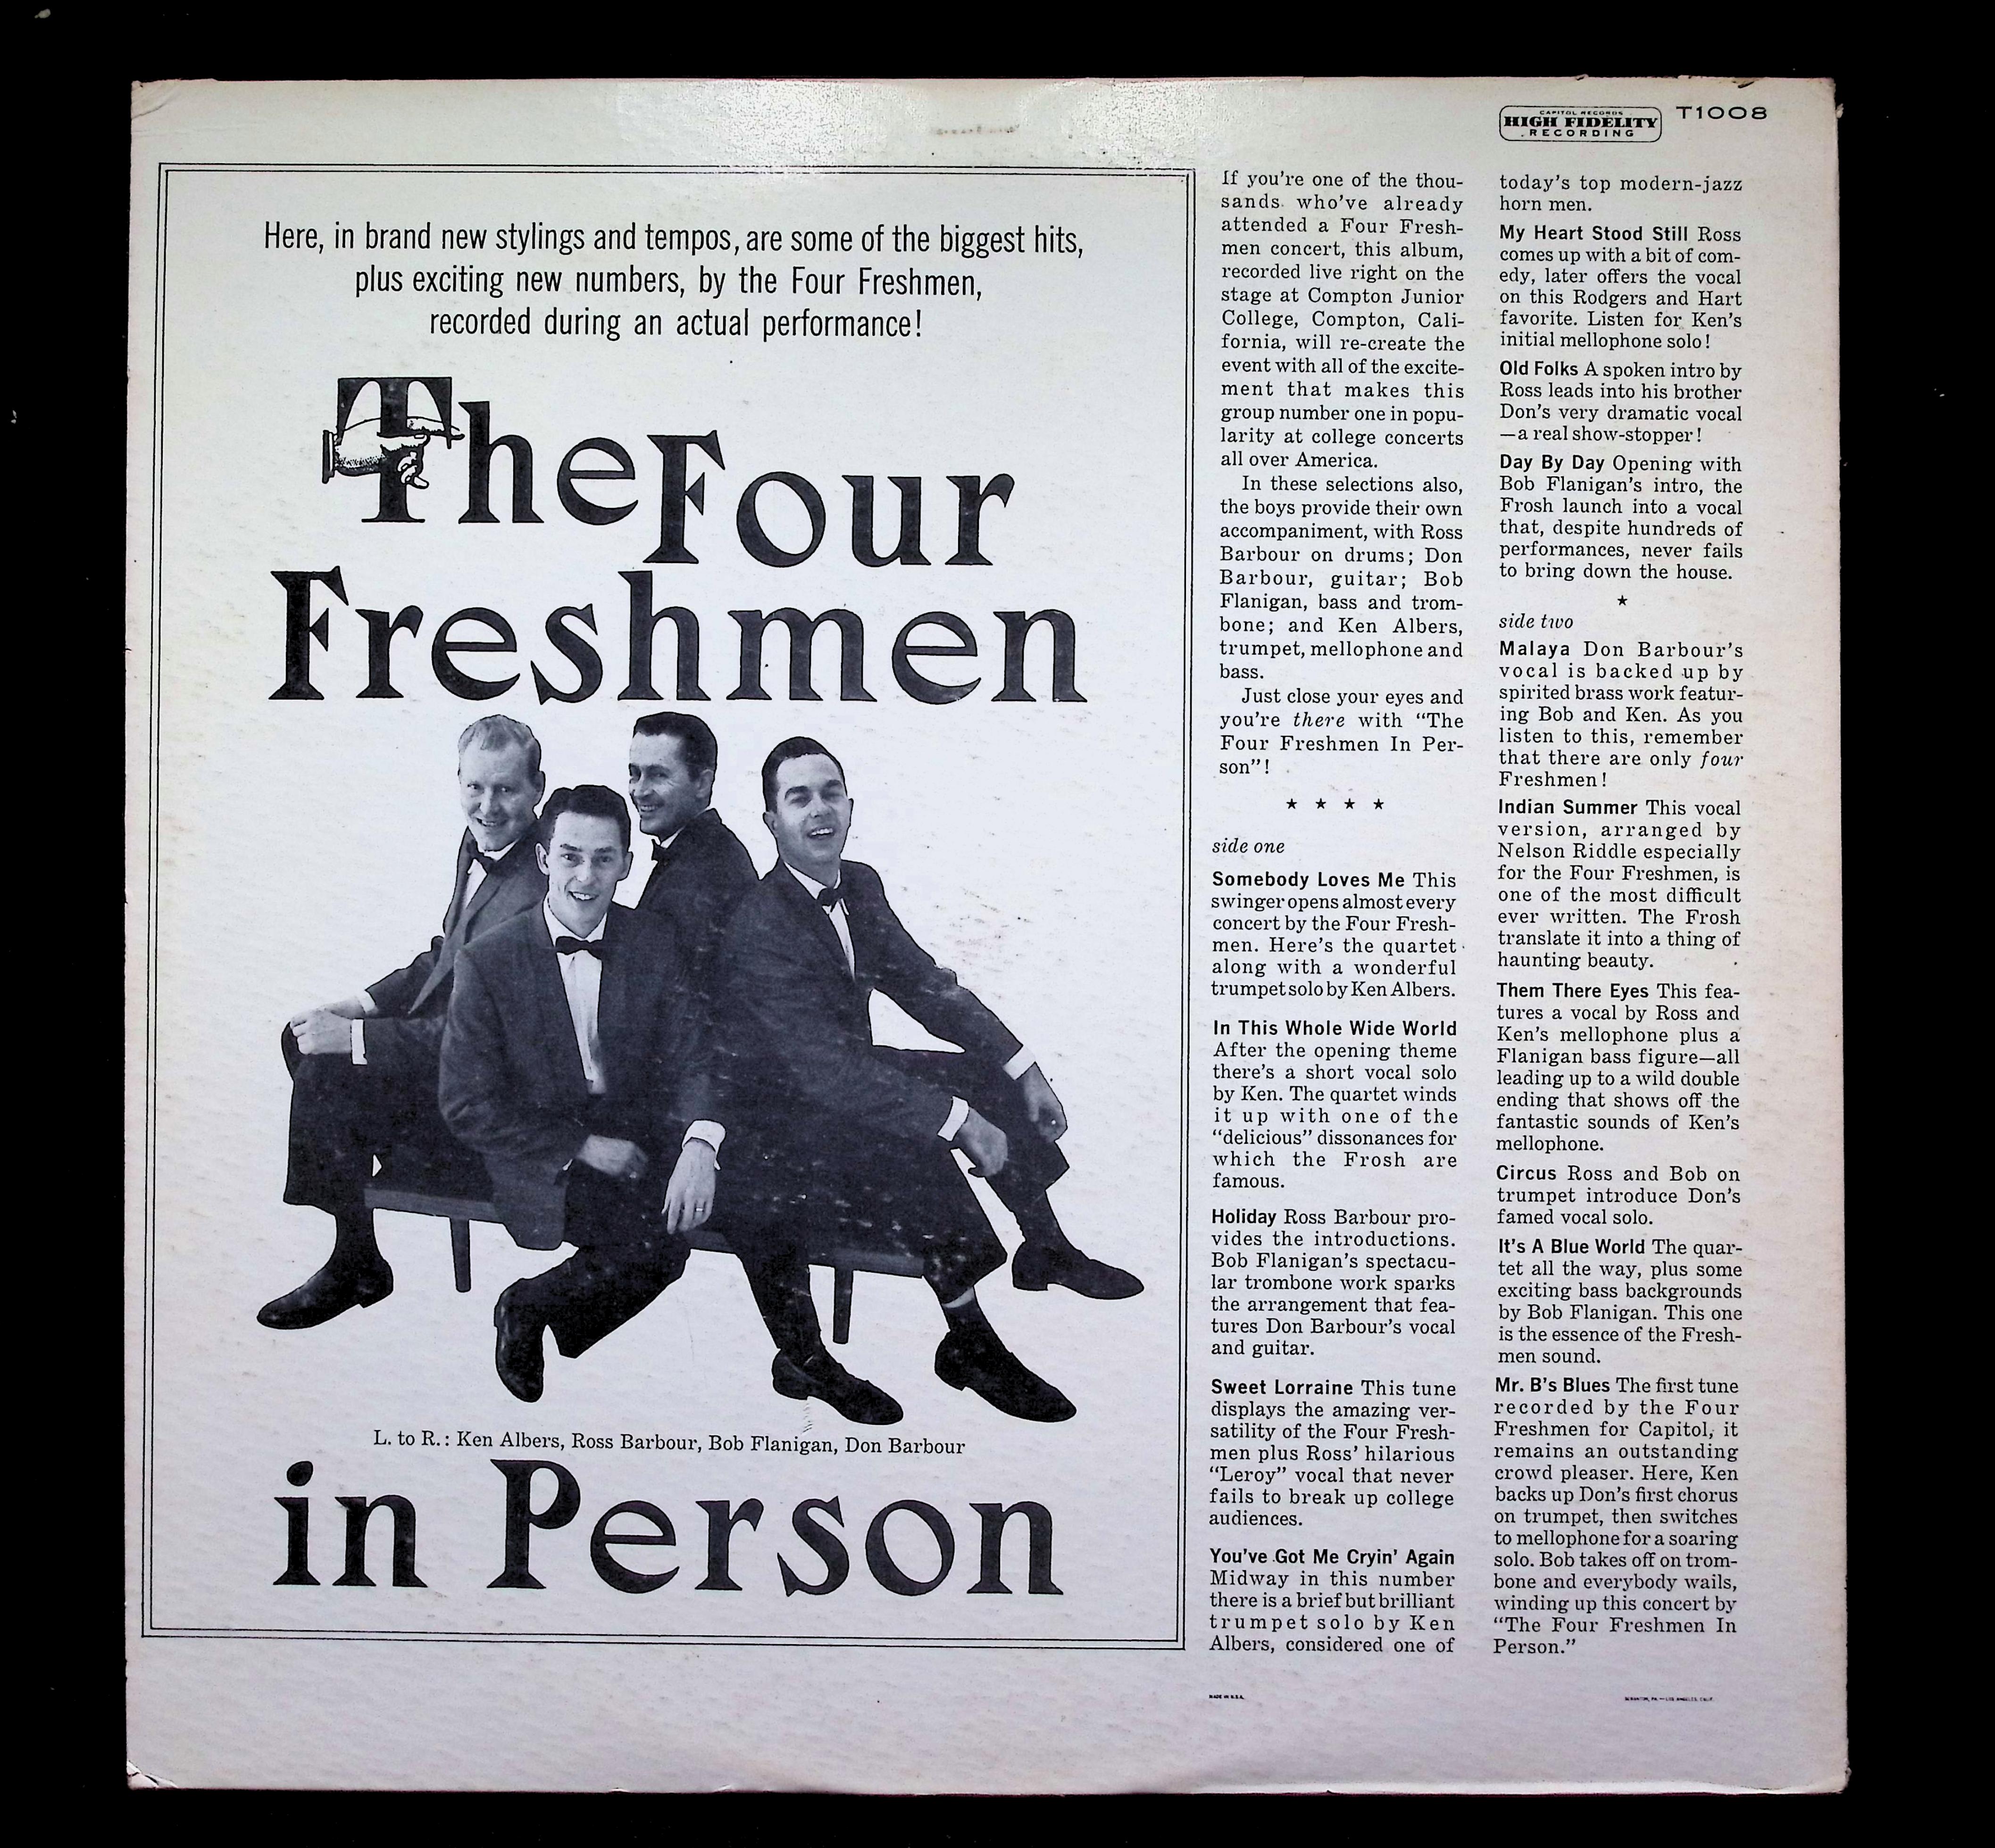 CAPITOL RECORDS
HIGH FIDELITY
RECORDING
T1008
Here, in brand new stylings and tempos, are some of the biggest hits,
plus exciting new numbers, by the Four Freshmen,
recorded during an actual performance!
The Four
Freshmen
L. to R.: Ken Albers, Ross Barbour, Bob Flanigan, Don Barbour
in Person
If you're one of the thou-
sands who've already
attended a Four Fresh-
men concert, this album,
recorded live right on the
stage at Compton Junior
College, Compton, Cali-
fornia, will re-create the
event with all of the excite-
ment that makes this
group number one in popu-
larity at college concerts
all over America.
In these selections also,
the boys provide their own
accompaniment, with Ross
Barbour on drums; Don
Barbour, guitar; Bob
Flanigan, bass and trom-
bone; and Ken Albers,
trumpet, mellophone and
bass.
Just close your eyes and
you're there with "The
Four Freshmen In Per-
son"!
★ ★ ★ ★
side one
Somebody Loves Me This
swinger opens almost every
concert by the Four Fresh-
men. Here's the quartet
along with a wonderful
trumpet solo by Ken Albers.
In This Whole Wide World
After the opening theme
there's a short vocal solo
by Ken. The quartet winds
it up with one of the
"delicious" dissonances for
which the Frosh are
famous.
Holiday Ross Barbour pro-
vides the introductions.
Bob Flanigan's spectacu-
lar trombone work sparks
the arrangement that fea-
tures Don Barbour's vocal
and guitar.
Sweet Lorraine This tune
displays the amazing ver-
satility of the Four Fresh-
men plus Ross' hilarious
"Leroy" vocal that never
fails to break up college
audiences.
You've Got Me Cryin' Again
Midway in this number
there is a brief but brilliant
trumpet solo by Ken
Albers, considered one of
today's top modern-jazz
horn men.
My Heart Stood Still Ross
comes up with a bit of com-
edy, later offers the vocal
on this Rodgers and Hart
favorite. Listen for Ken's
initial mellophone solo!
Old Folks A spoken intro by
Ross leads into his brother
Don's very dramatic vocal
—a real show-stopper!
Day By Day Opening with
Bob Flanigan's intro, the
Frosh launch into a vocal
that, despite hundreds of
performances, never fails
to bring down the house.
★
side two
Malaya Don Barbour's
vocal is backed up by
spirited brass work featur-
ing Bob and Ken. As you
listen to this, remember
that there are only four
Freshmen!
Indian Summer This vocal
version, arranged by
Nelson Riddle especially
for the Four Freshmen, is
one of the most difficult
ever written. The Frosh
translate it into a thing of
haunting beauty.
Them There Eyes This fea-
tures a vocal by Ross and
Ken's mellophone plus a
Flanigan bass figure—all
leading up to a wild double
ending that shows off the
fantastic sounds of Ken's
mellophone.
Circus Ross and Bob on
trumpet introduce Don's
famed vocal solo.
It's A Blue World The quar-
tet all the way, plus some
exciting bass backgrounds
by Bob Flanigan. This one
is the essence of the Fresh-
men sound.
Mr. B's Blues The first tune
recorded by the Four
Freshmen for Capitol, it
remains an outstanding
crowd pleaser. Here, Ken
backs up Don's first chorus
on trumpet, then switches
to mellophone for a soaring
solo. Bob takes off on trom-
bone and everybody wails,
winding up this concert by
"The Four Freshmen In
Person."
MADE IN U.S.A.
SCRANTON, PA. — LOS ANGELES, CALIF.